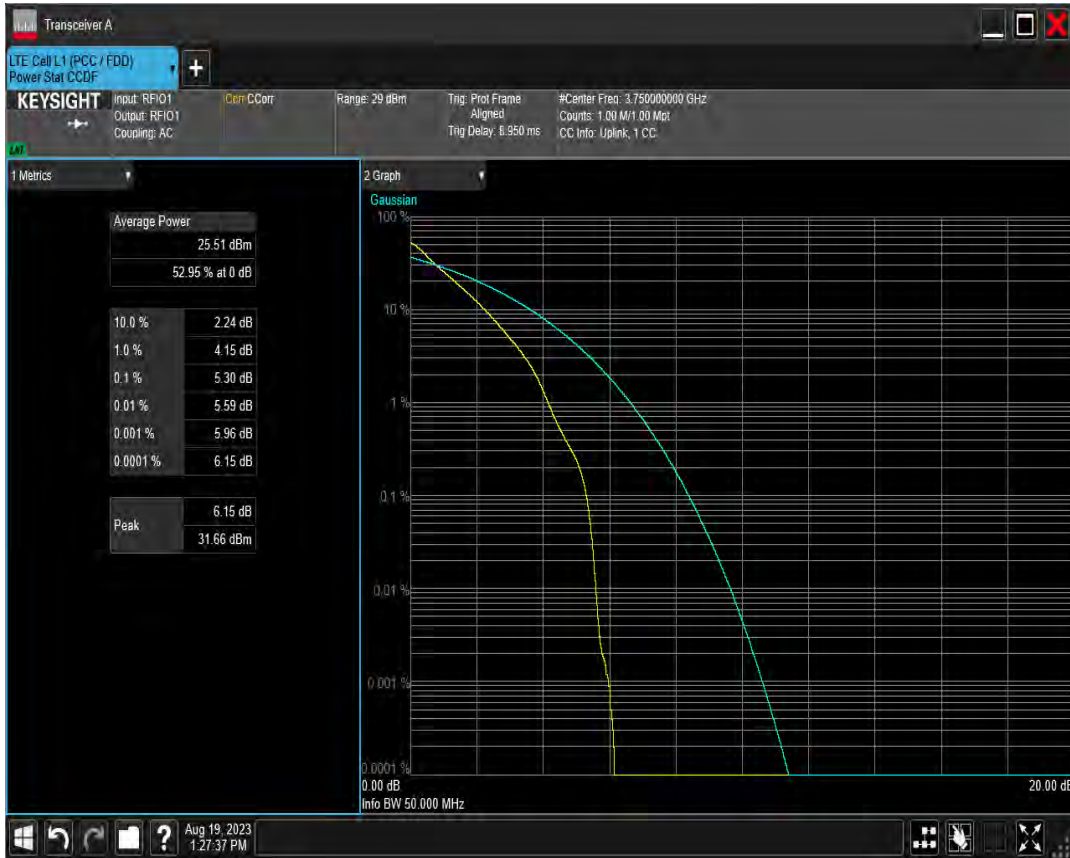 Transceiver A
LTE Cell L1 (PCC / FDD)
Power Stat CCDF
+
KEYSIGHT
Input: RFIO1
Output: RFIO1
Coupling: AC
Corr CCorr
Range: 29 dBm
Trig: Prot Frame
Aligned
Trig Delay: 8.950 ms
#Center Freq: 3.750000000 GHz
Counts: 1.00 M/1.00 Mpt
CC Info: Uplink, 1 CC
1 Metrics
Average Power
25.51 dBm
52.95 % at 0 dB
10.0 % 2.24 dB
1.0 % 4.15 dB
0.1 % 5.30 dB
0.01 % 5.59 dB
0.001 % 5.96 dB
0.0001 % 6.15 dB
Peak
6.15 dB
31.66 dBm
2 Graph
Gaussian
100 %
10 %
1 %
0.1 %
0.01 %
0.001 %
0.0001 %
0.00 dB
20.00 dB
Info BW 50.000 MHz
?
Aug 19, 2023
1:27:37 PM